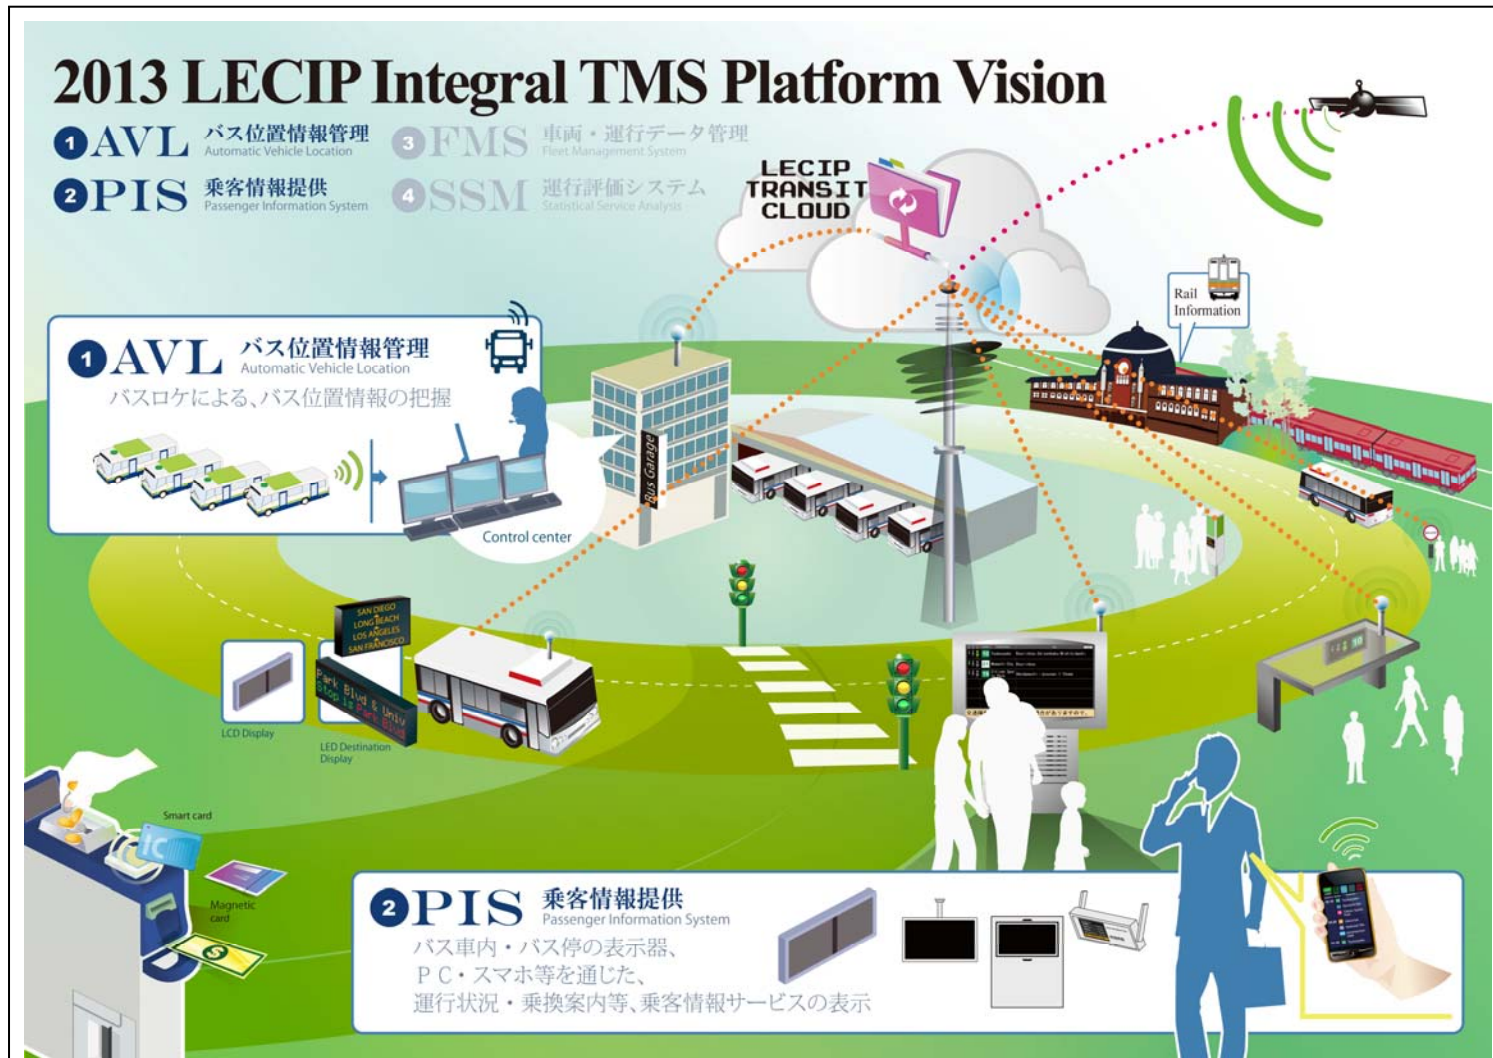 2013 LECIP Integral TMS Platform Vision
1 AVL バス位置情報管理
Automatic Vehicle Location
3 FMS 車両・運行データ管理
Fleet Management System
2 PIS 乗客情報提供
Passenger Information System
4 SSM 運行評価システム
Statistical Service Analysis
LECIP
TRANSIT
CLOUD
Rail
Information
1 AVL バス位置情報管理
Automatic Vehicle Location
バスロケによる、バス位置情報の把握
Control center
Bus Garage
SAN DIEGO
LONG BEACH
LOS ANGELES
SAN FRANCISCO
Park Blvd & Univ
Stop is Park Blvd
LCD Display
LED Destination
Display
10
Smart card
IC
Magnetic
card
$
2 PIS 乗客情報提供
Passenger Information System
バス車内・バス停の表示器、
ＰＣ・スマホ等を通じた、
運行状況・乗換案内等、乗客情報サービスの表示